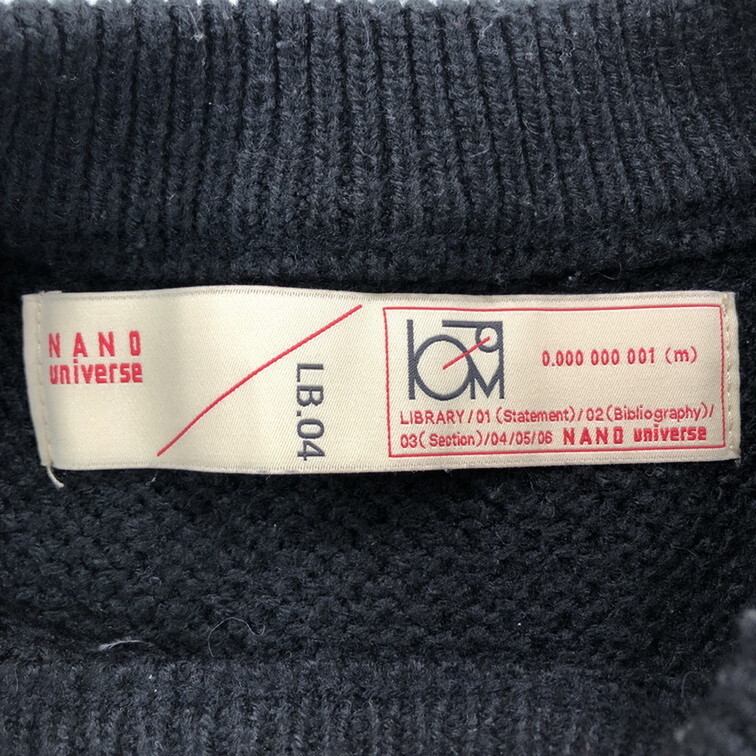 NANO
universe
LB.04
0.000 000 001 (m)
LIBRARY/01 (Statement)/02(Bibliography)/
03(Section)/04/05/06 NANO universe